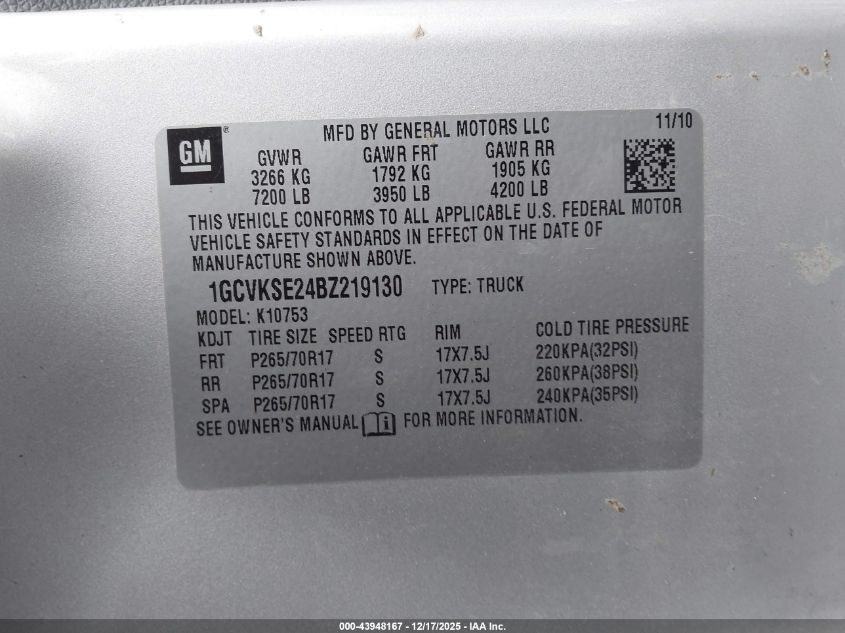 GM ®
MFD BY GENERAL MOTORS LLC 11/10
GVWR GAWR FRT GAWR RR
3266 KG 1792 KG 1905 KG
7200 LB 3950 LB 4200 LB
THIS VEHICLE CONFORMS TO ALL APPLICABLE U.S. FEDERAL MOTOR
VEHICLE SAFETY STANDARDS IN EFFECT ON THE DATE OF
MANUFACTURE SHOWN ABOVE.
1GCVKSE24BZ219130 TYPE: TRUCK
MODEL: K10753
KDJT TIRE SIZE SPEED RTG RIM COLD TIRE PRESSURE
FRT P265/70R17 S 17X7.5J 220KPA(32PSI)
RR P265/70R17 S 17X7.5J 260KPA(38PSI)
SPA P265/70R17 S 17X7.5J 240KPA(35PSI)
SEE OWNER'S MANUAL i FOR MORE INFORMATION.
000-43948167 - 12/17/2025 - IAA Inc.